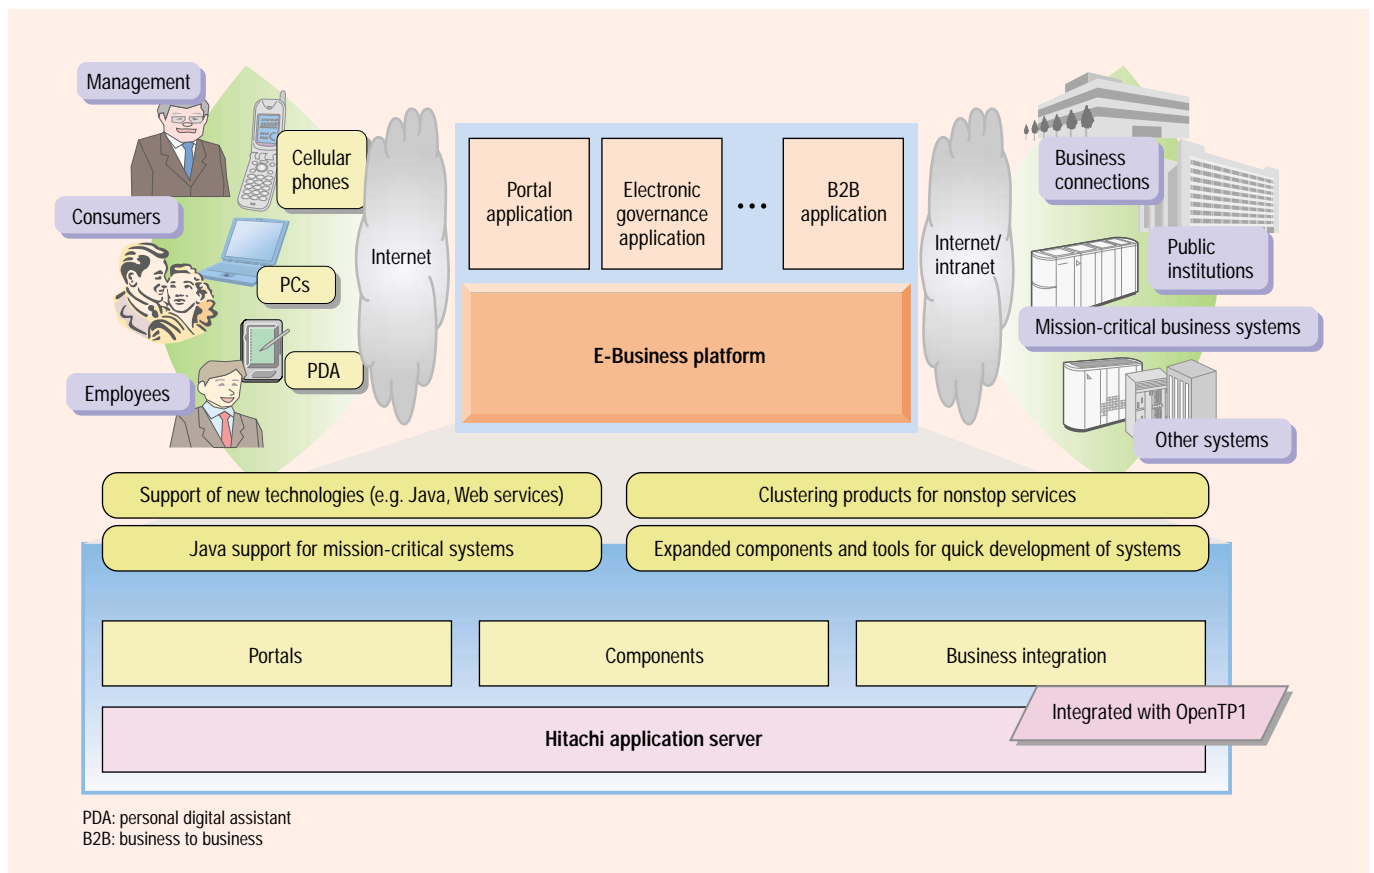 Management
Cellular
phones
Consumers
PCs
PDA
Employees
Internet
Portal
application
Electronic
governance
application
...
B2B
application
E-Business platform
Internet/
intranet
Business
connections
Public
institutions
Mission-critical business systems
Other systems
Support of new technologies (e.g. Java, Web services)
Clustering products for nonstop services
Java support for mission-critical systems
Expanded components and tools for quick development of systems
Portals
Components
Business integration
Integrated with OpenTP1
Hitachi application server
PDA: personal digital assistant
B2B: business to business